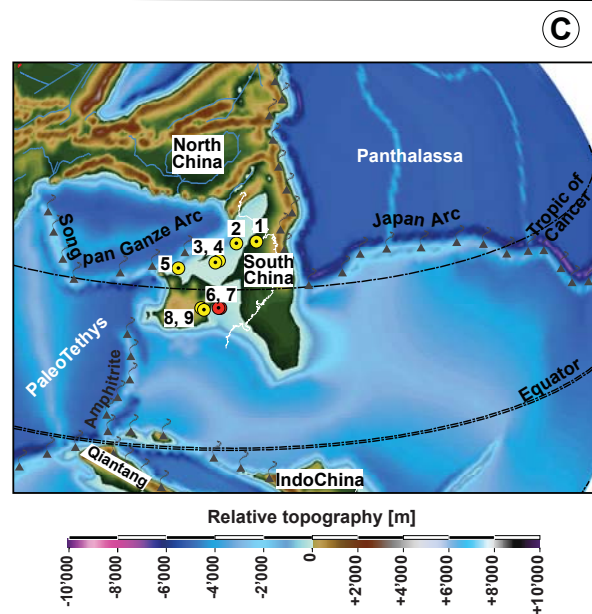 C
North
China
Panthalassa
Song
pan Ganze Arc
Japan Arc
Tropic of
Cancer
2
1
3, 4
5
South
China
6, 7
8, 9
PaleoTethys
Amphitrite
Equator
Qiantang
IndoChina
Relative topography [m]
-10'000
-8'000
-6'000
-4'000
-2'000
0
+2'000
+4'000
+6'000
+8'000
+10'000